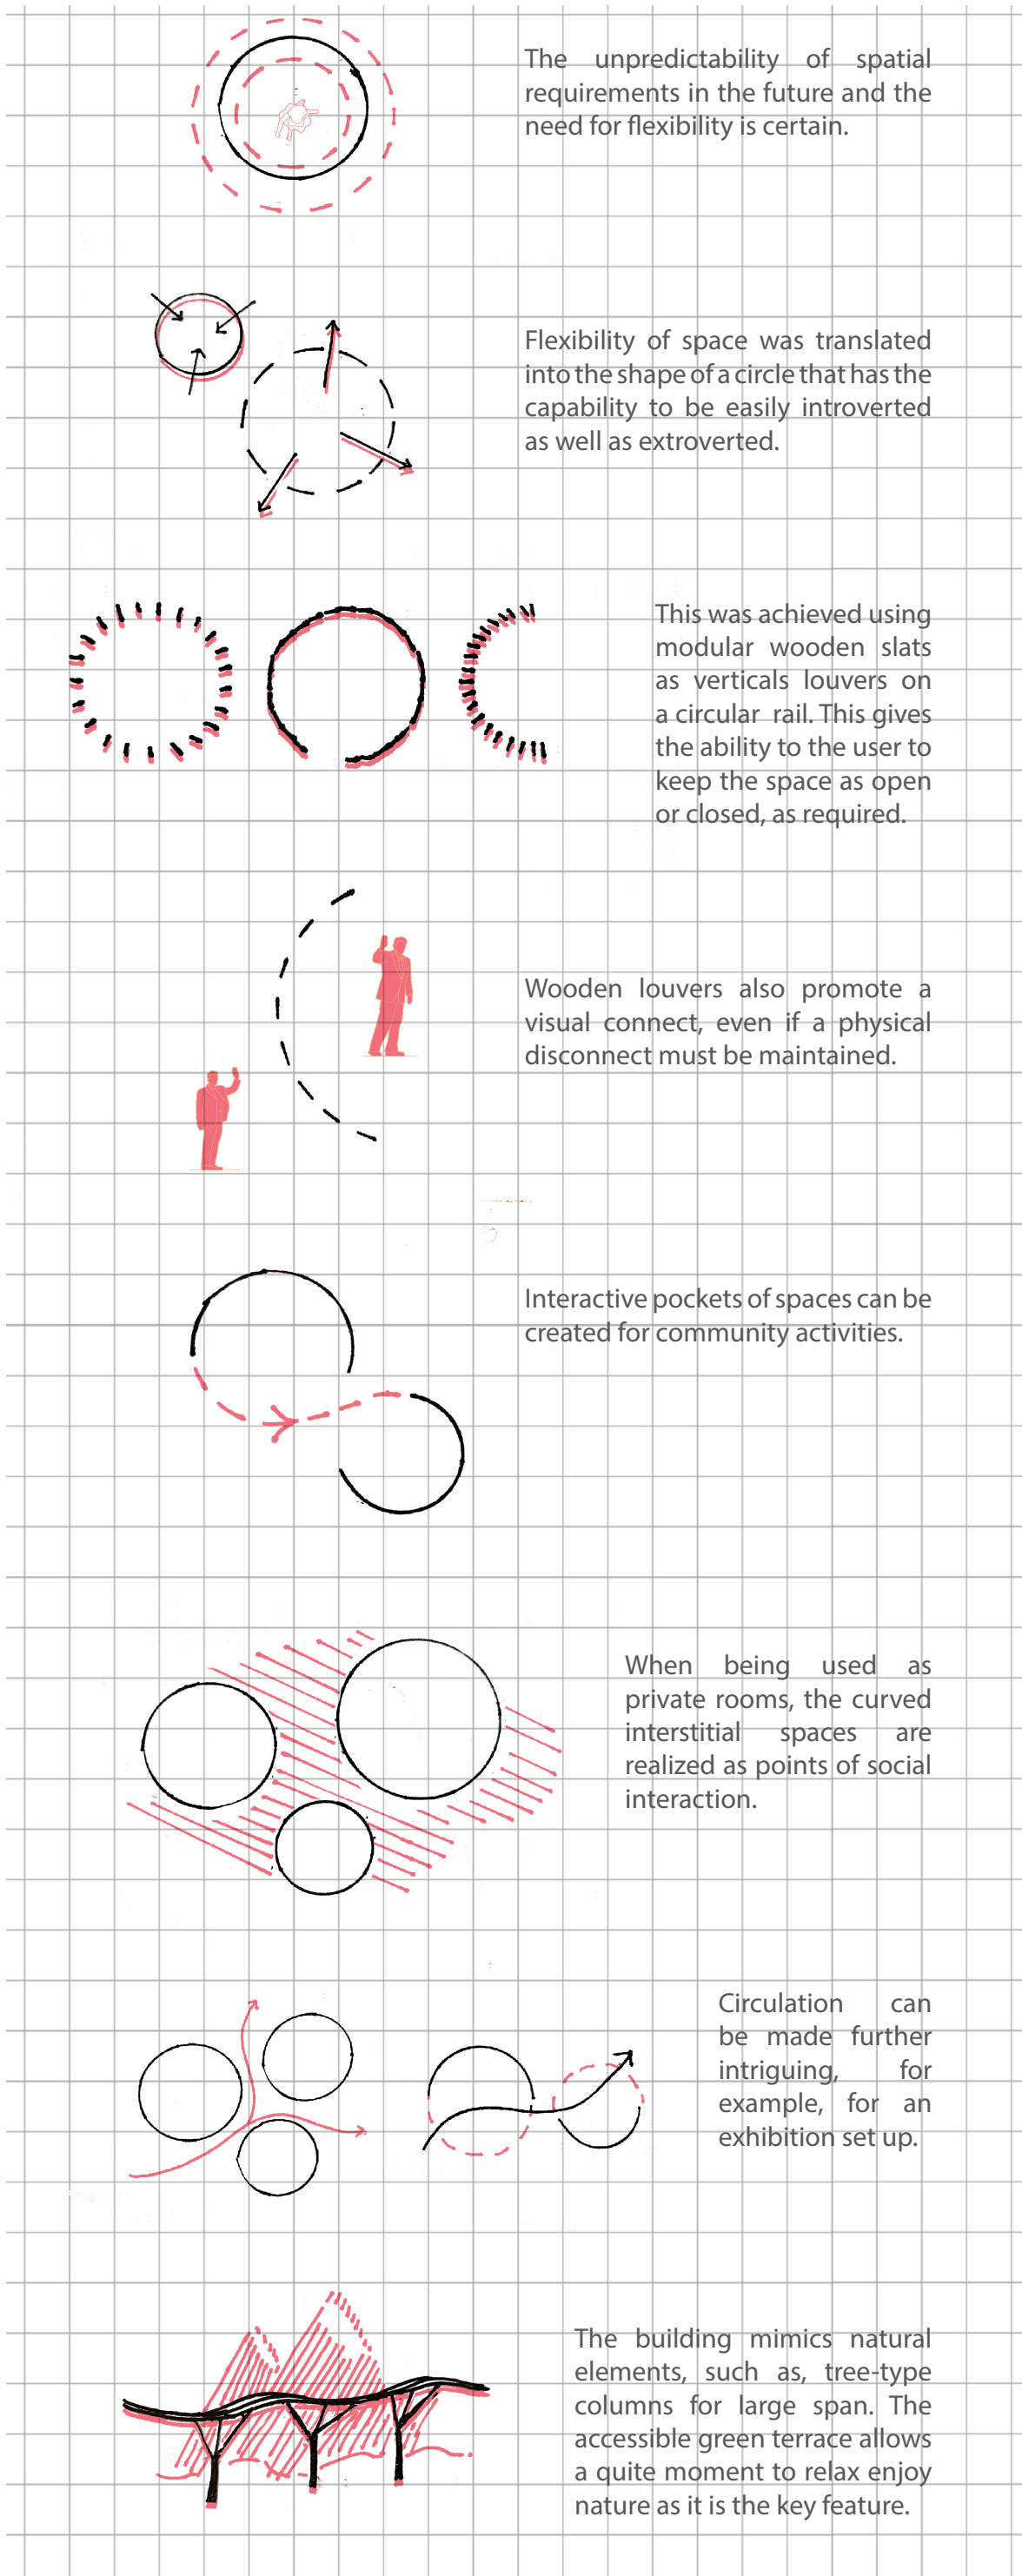 The unpredictability of spatial
requirements in the future and the
need for flexibility is certain.
Flexibility of space was translated
into the shape of a circle that has the
capability to be easily introverted
as well as extroverted.
This was achieved using
modular wooden slats
as verticals louvers on
a circular rail. This gives
the ability to the user to
keep the space as open
or closed, as required.
Wooden louvers also promote a
visual connect, even if a physical
disconnect must be maintained.
Interactive pockets of spaces can be
created for community activities.
When being used as
private rooms, the curved
interstitial spaces are
realized as points of social
interaction.
Circulation can
be made further
intriguing, for
example, for an
exhibition set up.
The building mimics natural
elements, such as, tree-type
columns for large span. The
accessible green terrace allows
a quite moment to relax enjoy
nature as it is the key feature.